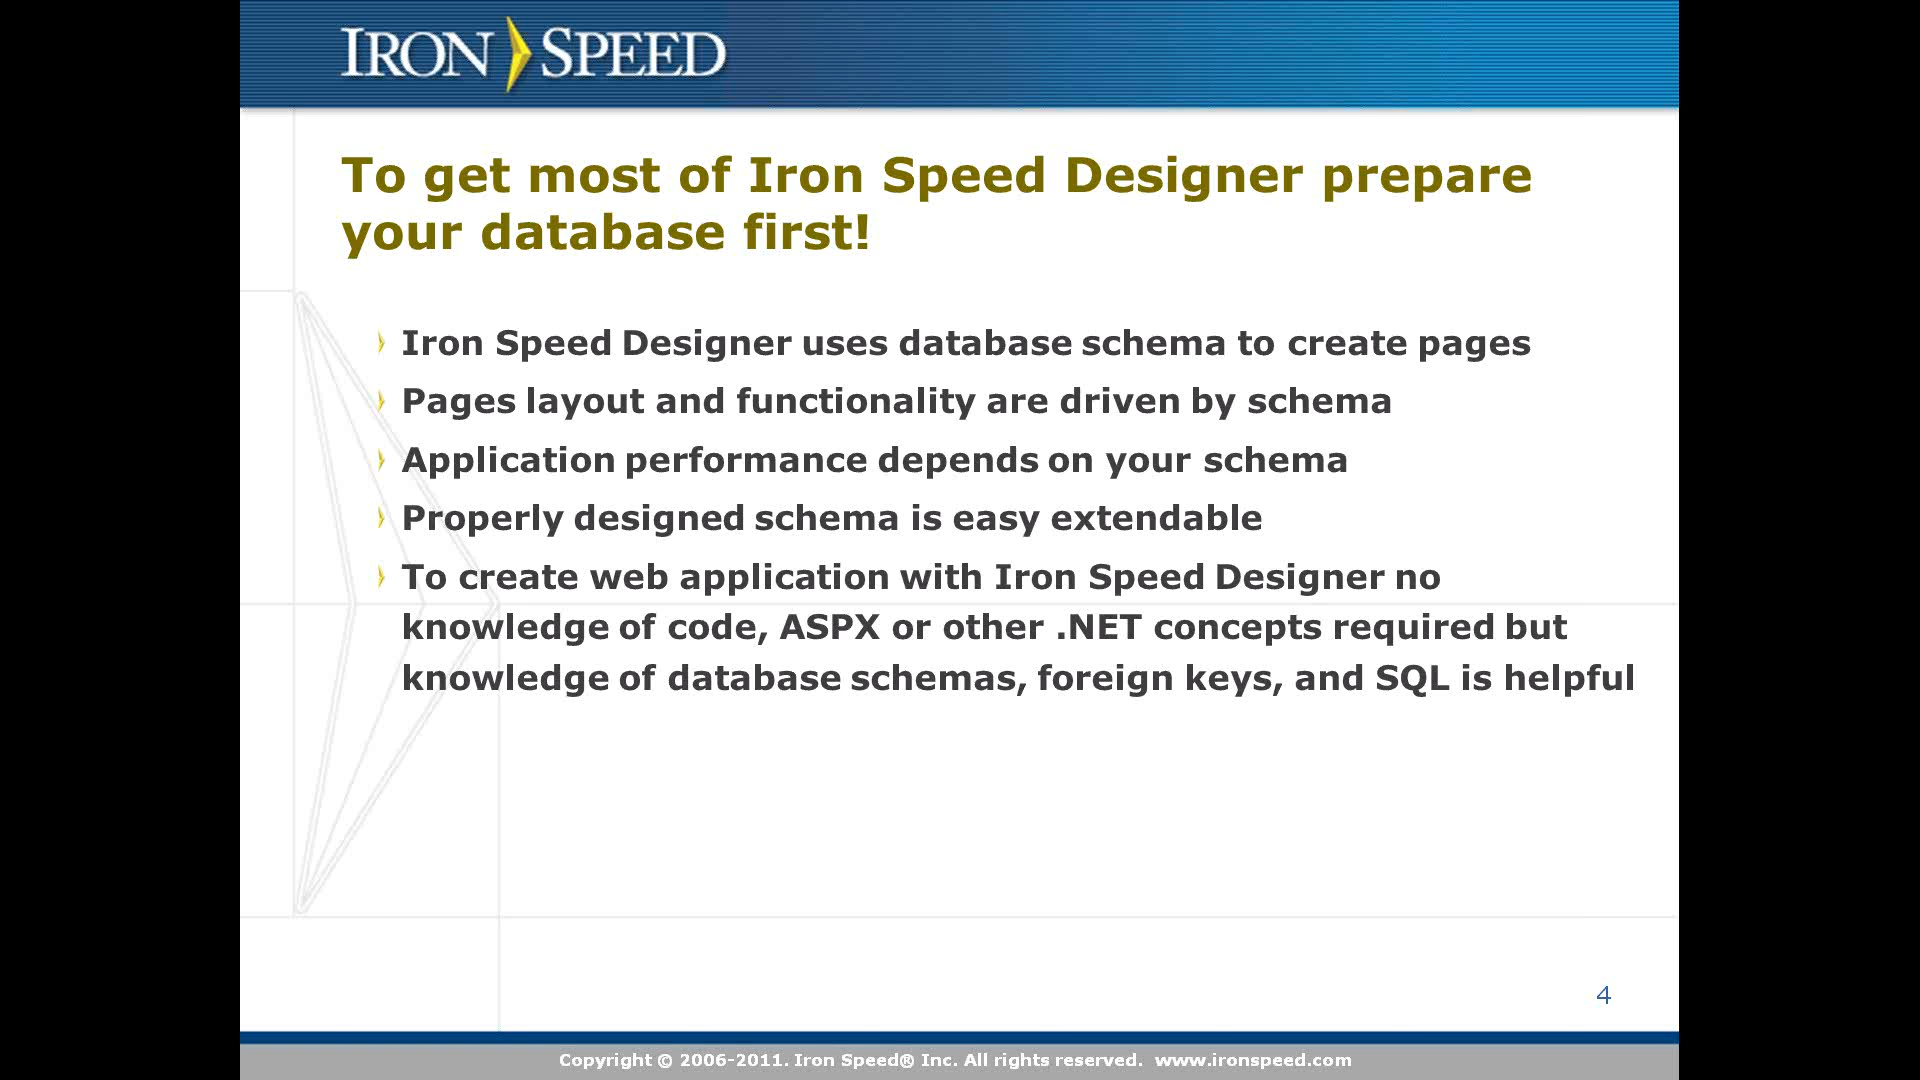 IRON SPEED
To get most of Iron Speed Designer prepare
your database first!
Iron Speed Designer uses database schema to create pages
Pages layout and functionality are driven by schema
Application performance depends on your schema
Properly designed schema is easy extendable
To create web application with Iron Speed Designer no
knowledge of code, ASPX or other .NET concepts required but
knowledge of database schemas, foreign keys, and SQL is helpful
4
Copyright © 2006-2011. Iron Speed® Inc. All rights reserved. www.ironspeed.com